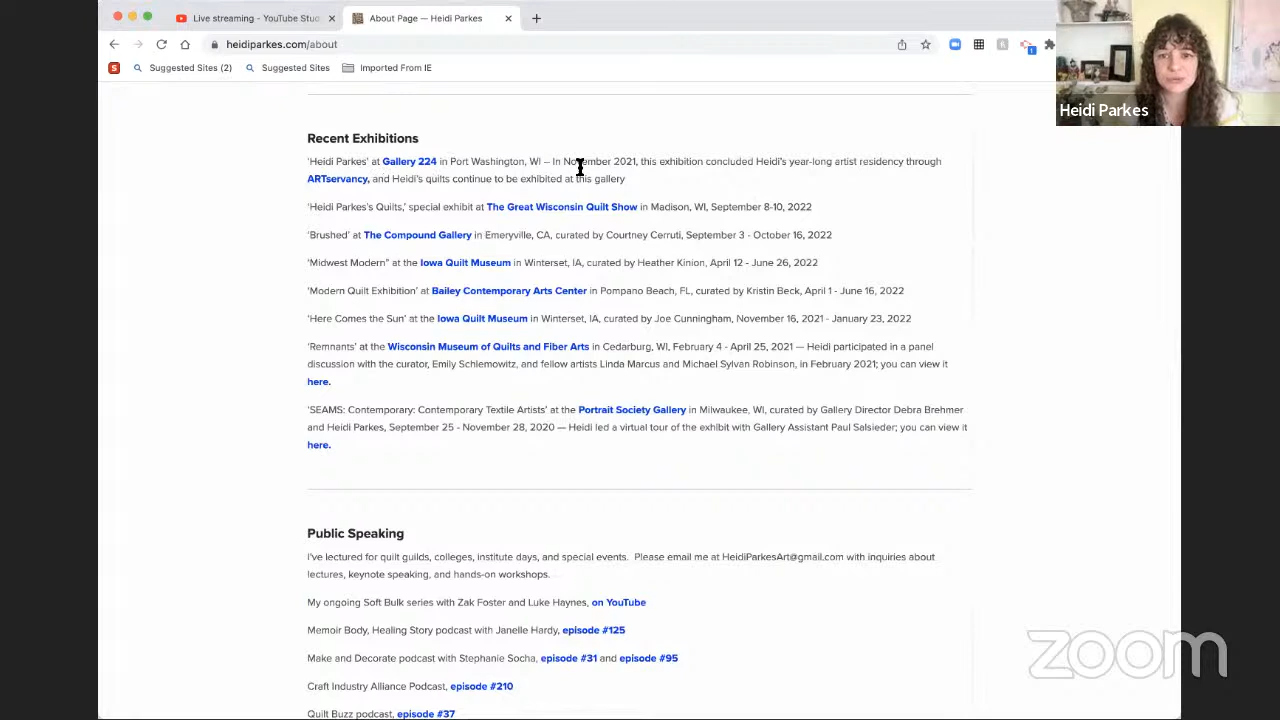 Live streaming - YouTube Stud
About Page — Heidi Parkes
heidiparkes.com/about
1
S
Suggested Sites (2)
Suggested Sites
Imported From IE
Heidi Parkes
Recent Exhibitions
'Heidi Parkes' at Gallery 224 in Port Washington, WI – In November 2021, this exhibition concluded Heidi's year-long artist residency through
ARTservancy, and Heidi's quilts continue to be exhibited at this gallery
'Heidi Parkes's Quilts,' special exhibit at The Great Wisconsin Quilt Show in Madison, WI, September 8-10, 2022
'Brushed' at The Compound Gallery in Emeryville, CA, curated by Courtney Cerruti, September 3 - October 16, 2022
'Midwest Modern" at the Iowa Quilt Museum in Winterset, IA, curated by Heather Kinion, April 12 - June 26, 2022
'Modern Quilt Exhibition' at Bailey Contemporary Arts Center in Pompano Beach, FL, curated by Kristin Beck, April 1 - June 16, 2022
'Here Comes the Sun' at the Iowa Quilt Museum in Winterset, IA, curated by Joe Cunningham, November 16, 2021 - January 23, 2022
'Remnants' at the Wisconsin Museum of Quilts and Fiber Arts in Cedarburg, WI, February 4 - April 25, 2021 — Heidi participated in a panel
discussion with the curator, Emily Schlemowitz, and fellow artists Linda Marcus and Michael Sylvan Robinson, in February 2021; you can view it
here.
'SEAMS: Contemporary: Contemporary Textile Artists' at the Portrait Society Gallery in Milwaukee, WI, curated by Gallery Director Debra Brehmer
and Heidi Parkes, September 25 - November 28, 2020 — Heidi led a virtual tour of the exhibit with Gallery Assistant Paul Salsieder; you can view it
here.
Public Speaking
I've lectured for quilt guilds, colleges, institute days, and special events.  Please email me at HeidiParkesArt@gmail.com with inquiries about
lectures, keynote speaking, and hands-on workshops.
My ongoing Soft Bulk series with Zak Foster and Luke Haynes, on YouTube
Memoir Body, Healing Story podcast with Janelle Hardy, episode #125
Make and Decorate podcast with Stephanie Socha, episode #31 and episode #95
Craft Industry Alliance Podcast, episode #210
Quilt Buzz podcast, episode #37
zoom